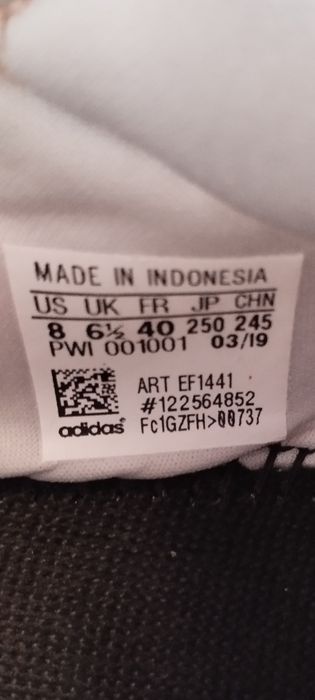 MADE IN INDONESIA
US UK FR JP CHN
8 6½ 40 250 245
PWI 001001 03/19
ART EF1441
#122564852
adidas Fc1GZFH>00737